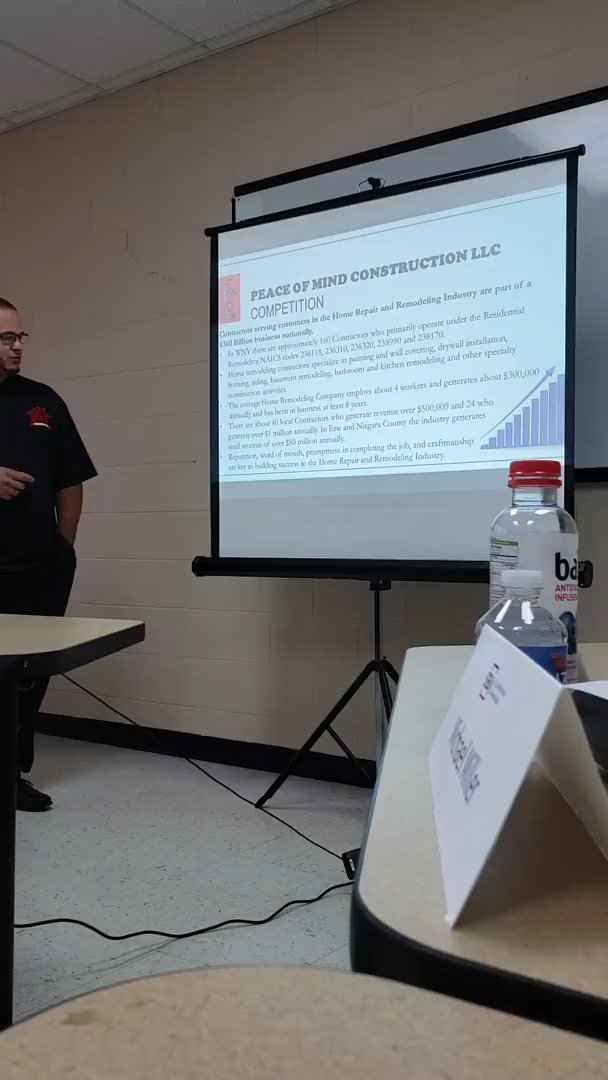 PEACE OF MIND CONSTRUCTION LLC
COMPETITION
Contractors serving customers in the Home Repair and Remodeling Industry are part of a
$360 Billion business nationally.
• In WNY there are approximately 160 Contractors who primarily operate under the Residential
Remodelers NAICS codes 236118, 236310, 236320, 238990 and 238170.
• Home remodeling contractors specialize in painting and wall covering, drywall installation,
framing, siding, basement remodeling, bathroom and kitchen remodeling and other specialty
construction activities.
• The average Home Remodeling Company employs about 4 workers and generates about $300,000
annually and has been in business at least 8 years.
• There are about 40 local Contractors who generate revenue over $500,000 and 24 who
generate over $1 million annually. In Erie and Niagara County the industry generates
total revenue of over $80 million annually.
• Reputation, word of mouth, promptness in completing the job, and craftmanship
are key to building success in the Home Repair and Remodeling Industry.
ba
ANTIO
INFUS
Miller